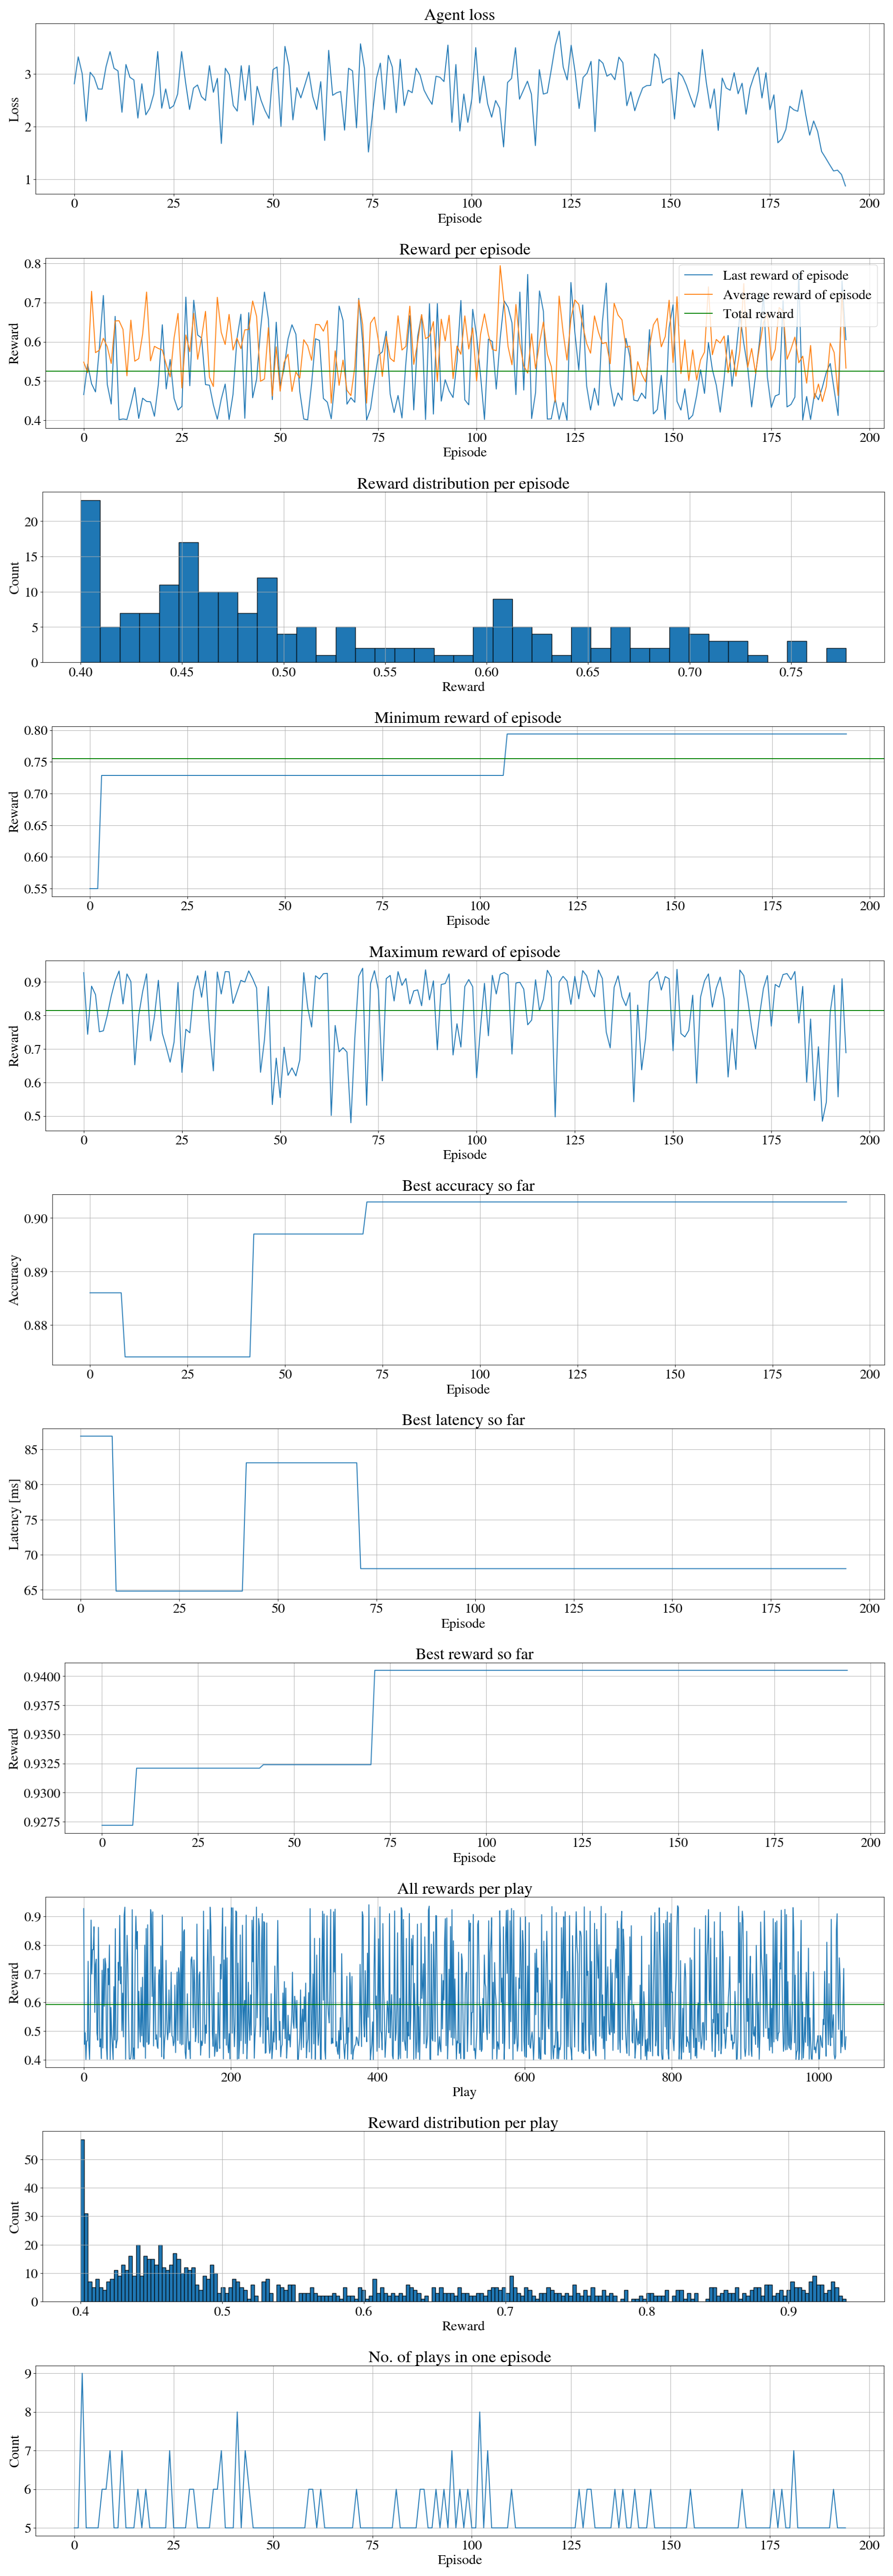 Agent loss
3
2
1
Loss
0 25 50 75 100 125 150 175 200
Episode
Reward per episode
0.8
0.7
0.6
0.5
0.4
Reward
Last reward of episode
Average reward of episode
Total reward
0 25 50 75 100 125 150 175 200
Episode
Reward distribution per episode
20
15
10
5
0
Count
0.40 0.45 0.50 0.55 0.60 0.65 0.70 0.75
Reward
Minimum reward of episode
0.80
0.75
0.70
0.65
0.60
0.55
Reward
0 25 50 75 100 125 150 175 200
Episode
Maximum reward of episode
0.9
0.8
0.7
0.6
0.5
Reward
0 25 50 75 100 125 150 175 200
Episode
Best accuracy so far
0.90
0.89
0.88
Accuracy
0 25 50 75 100 125 150 175 200
Episode
Best latency so far
85
80
75
70
65
Latency [ms]
0 25 50 75 100 125 150 175 200
Episode
Best reward so far
0.9400
0.9375
0.9350
0.9325
0.9300
0.9275
Reward
0 25 50 75 100 125 150 175 200
Episode
All rewards per play
0.9
0.8
0.7
0.6
0.5
0.4
Reward
0 200 400 600 800 1000
Play
Reward distribution per play
50
40
30
20
10
0
Count
0.4 0.5 0.6 0.7 0.8 0.9
Reward
No. of plays in one episode
9
8
7
6
5
Count
0 25 50 75 100 125 150 175 200
Episode